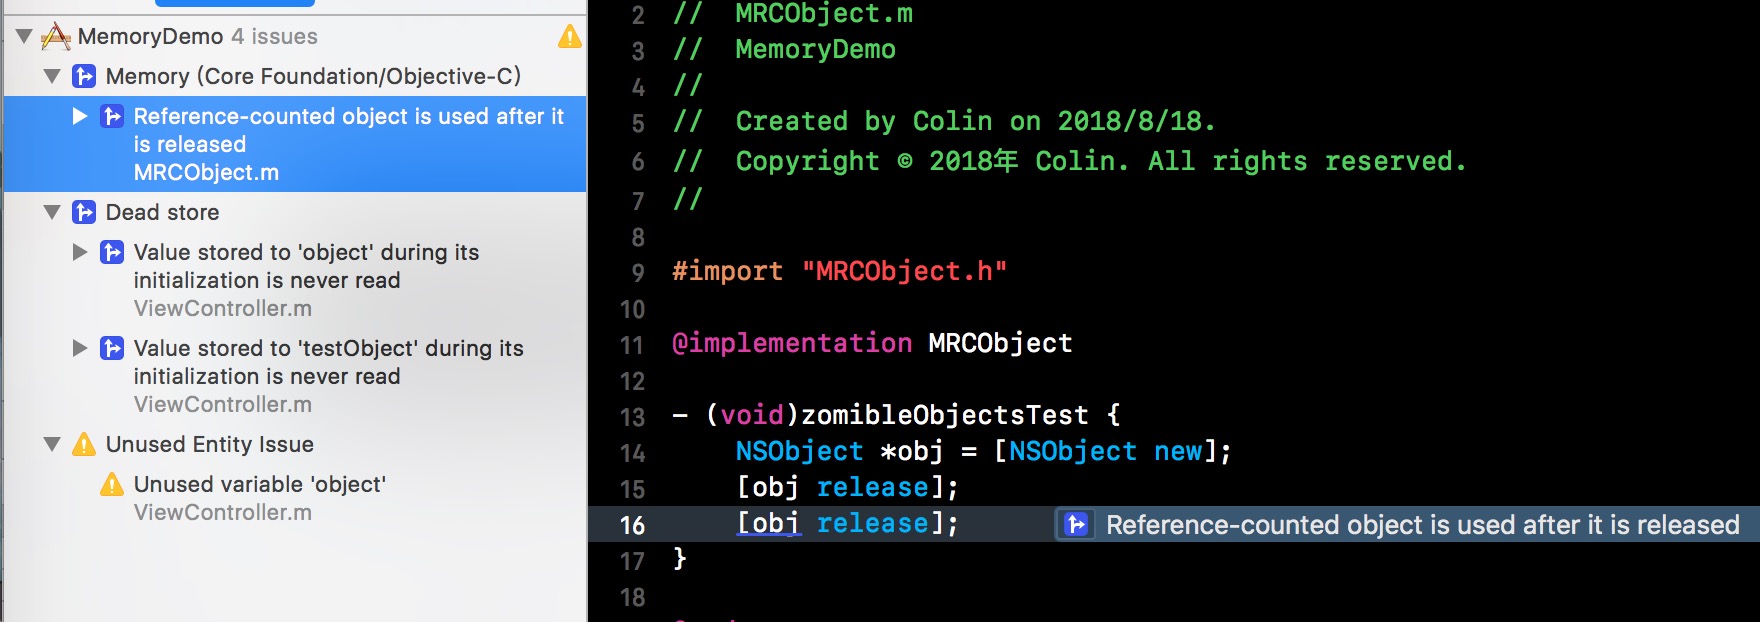 MemoryDemo 4 issues
Memory (Core Foundation/Objective-C)
Reference-counted object is used after it
is released
MRCObject.m
Dead store
Value stored to 'object' during its
initialization is never read
ViewController.m
Value stored to 'testObject' during its
initialization is never read
ViewController.m
Unused Entity Issue
Unused variable 'object'
ViewController.m
2 // MRCObject.m
3 // MemoryDemo
4 //
5 // Created by Colin on 2018/8/18.
6 // Copyright © 2018年 Colin. All rights reserved.
7 //
8
9 #import "MRCObject.h"
10
11 @implementation MRCObject
12
13 - (void)zomibleObjectsTest {
14 NSObject *obj = [NSObject new];
15 [obj release];
16 [obj release]; Reference-counted object is used after it is released
17 }
18